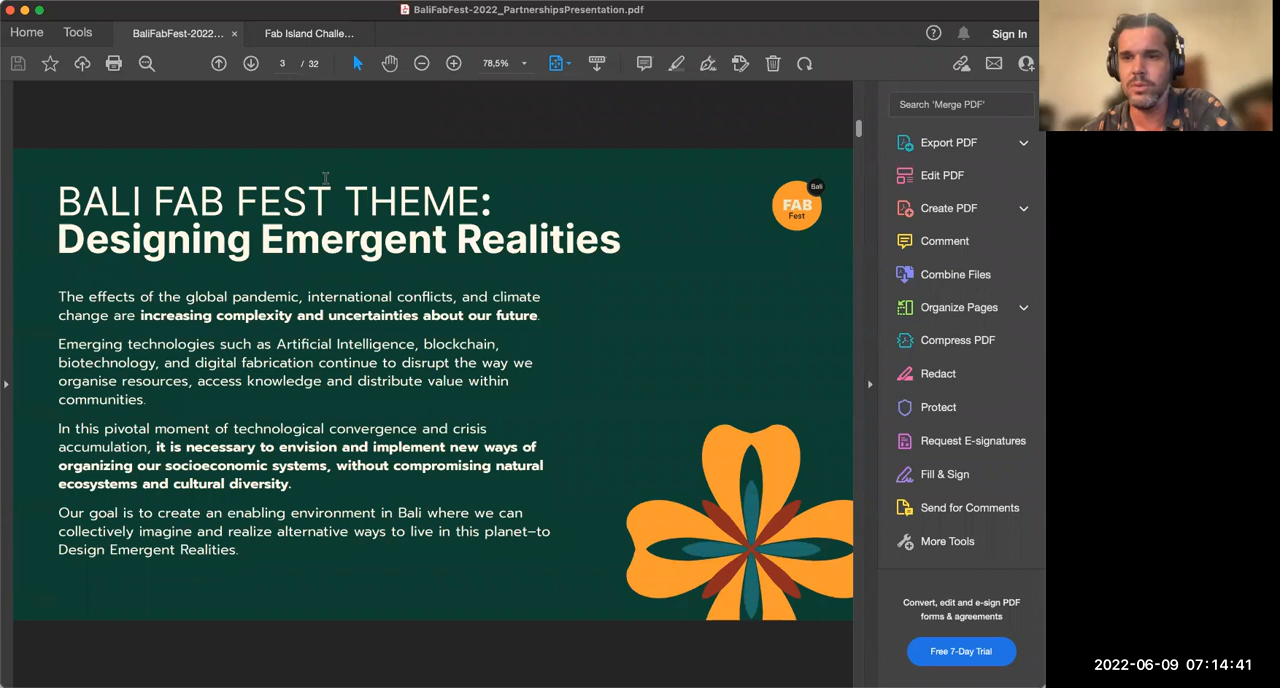 BaliFabFest-2022_PartnershipsPresentation.pdf
Home
Tools
BaliFabFest-2022...
Fab Island Challe...
Sign In
3 / 32
78,5%
Search 'Merge PDF'
Export PDF
Edit PDF
Create PDF
Comment
Combine Files
Organize Pages
Compress PDF
Redact
Protect
Request E-signatures
Fill & Sign
Send for Comments
More Tools
Convert, edit and e-sign PDF
forms & agreements
Free 7-Day Trial
BALI FAB FEST THEME:
Designing Emergent Realities
Bali
FAB
Fest
The effects of the global pandemic, international conflicts, and climate
change are increasing complexity and uncertainties about our future.
Emerging technologies such as Artificial Intelligence, blockchain,
biotechnology, and digital fabrication continue to disrupt the way we
organise resources, access knowledge and distribute value within
communities.
In this pivotal moment of technological convergence and crisis
accumulation, it is necessary to envision and implement new ways of
organizing our socioeconomic systems, without compromising natural
ecosystems and cultural diversity.
Our goal is to create an enabling environment in Bali where we can
collectively imagine and realize alternative ways to live in this planet–to
Design Emergent Realities.
2022-06-09 07:14:41